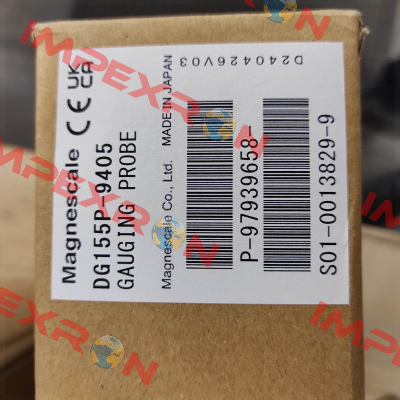 Magnescale CE UK CA
DG155P-9405
GAUGING PROBE
Magnescale Co., Ltd. MADE IN JAPAN
P-97939658
S01-0013829-9
D240426V03
IMPEXRON
IMPEXRON
IMPEXRON
IMPEXRON